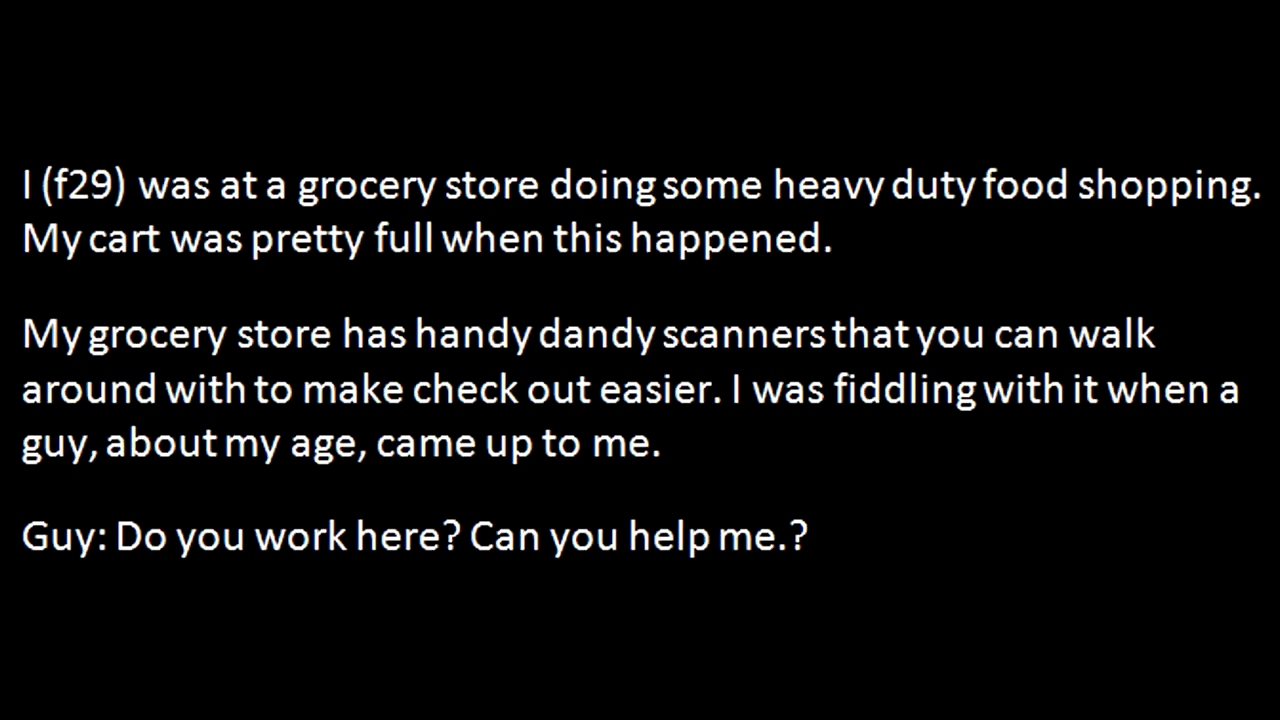 I (f29) was at a grocery store doing some heavy duty food shopping.
My cart was pretty full when this happened.
My grocery store has handy dandy scanners that you can walk
around with to make check out easier. I was fiddling with it when a
guy, about my age, came up to me.
Guy: Do you work here? Can you help me.?